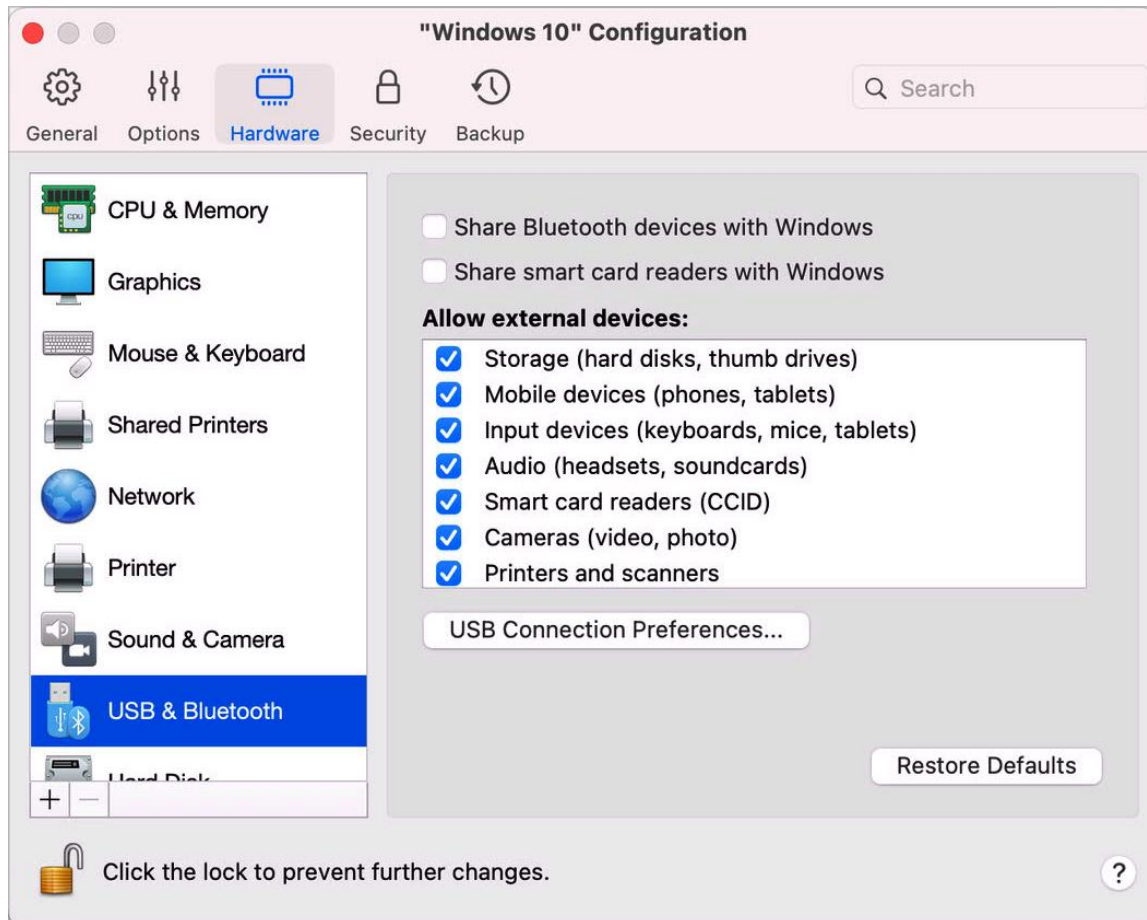 "Windows 10" Configuration
General Options Hardware Security Backup
Search
CPU & Memory
Graphics
Mouse & Keyboard
Shared Printers
Network
Printer
Sound & Camera
USB & Bluetooth
Hard Disk
Share Bluetooth devices with Windows
Share smart card readers with Windows
Allow external devices:
Storage (hard disks, thumb drives)
Mobile devices (phones, tablets)
Input devices (keyboards, mice, tablets)
Audio (headsets, soundcards)
Smart card readers (CCID)
Cameras (video, photo)
Printers and scanners
USB Connection Preferences...
Restore Defaults
Click the lock to prevent further changes.
?